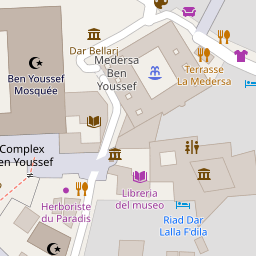 Dar Bellarj
Medersa
Ben
Youssef
Ben Youssef
Mosquée
Terrasse
La Medersa
Complex
en Youssef
Libreria
del museo
Herboriste
du Paradis
Riad Dar
Lalla F'dila